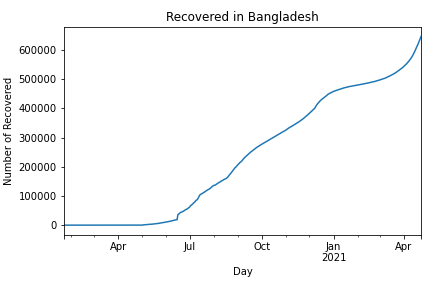 Recovered in Bangladesh
Number of Recovered
600000
500000
400000
300000
200000
100000
0
Apr
Jul
Oct
Jan
2021
Apr
Day